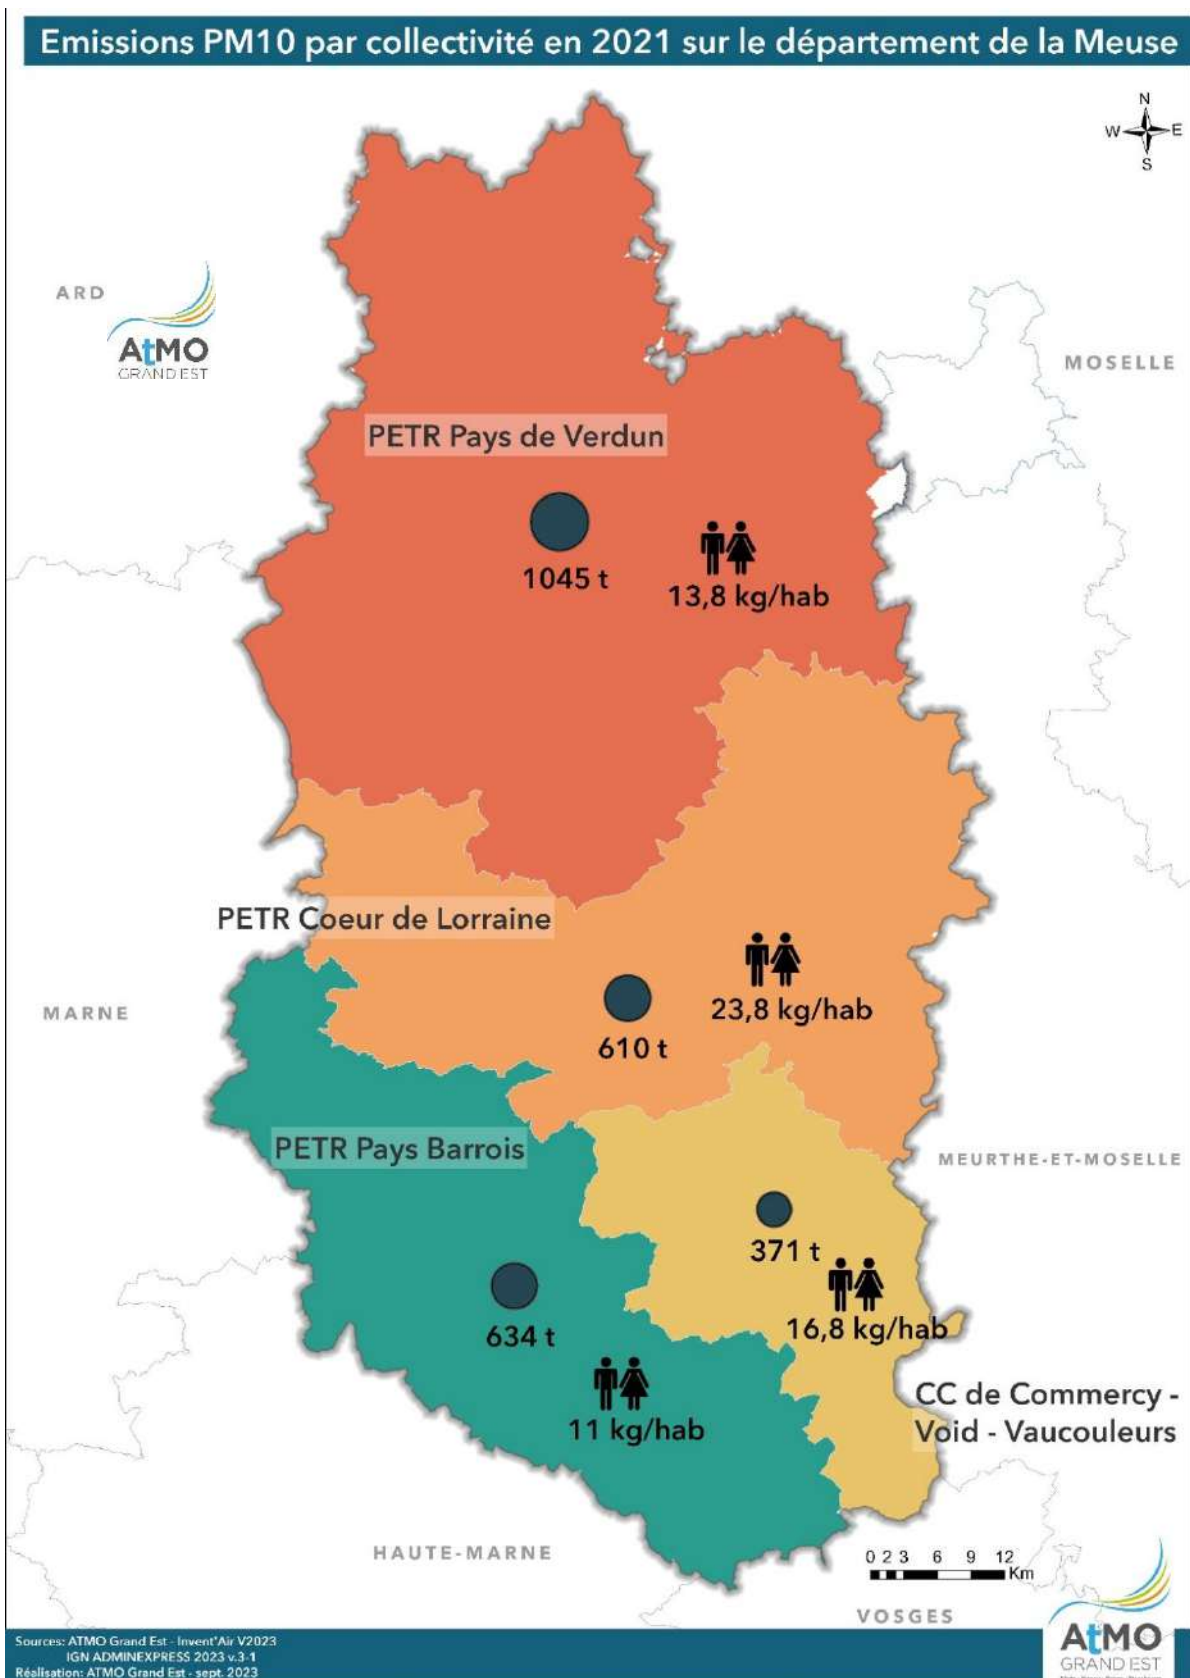 Emissions PM10 par collectivité en 2021 sur le département de la Meuse
N
W E
S
ARD
AtMO
GRAND EST
MOSELLE
PETR Pays de Verdun
1045 t
13,8 kg/hab
PETR Coeur de Lorraine
23,8 kg/hab
MARNE
610 t
PETR Pays Barrois
MEURTHE-ET-MOSELLE
371 t
634 t
16,8 kg/hab
CC de Commercy -
Void - Vaucouleurs
11 kg/hab
HAUTE-MARNE
0 2 3 6 9 12
Km
VOSGES
Sources: ATMO Grand Est - Invent'Air V2023
IGN ADMINEXPRESS 2023 v.3-1
Réalisation: ATMO Grand Est - sept. 2023
AtMO
GRAND EST